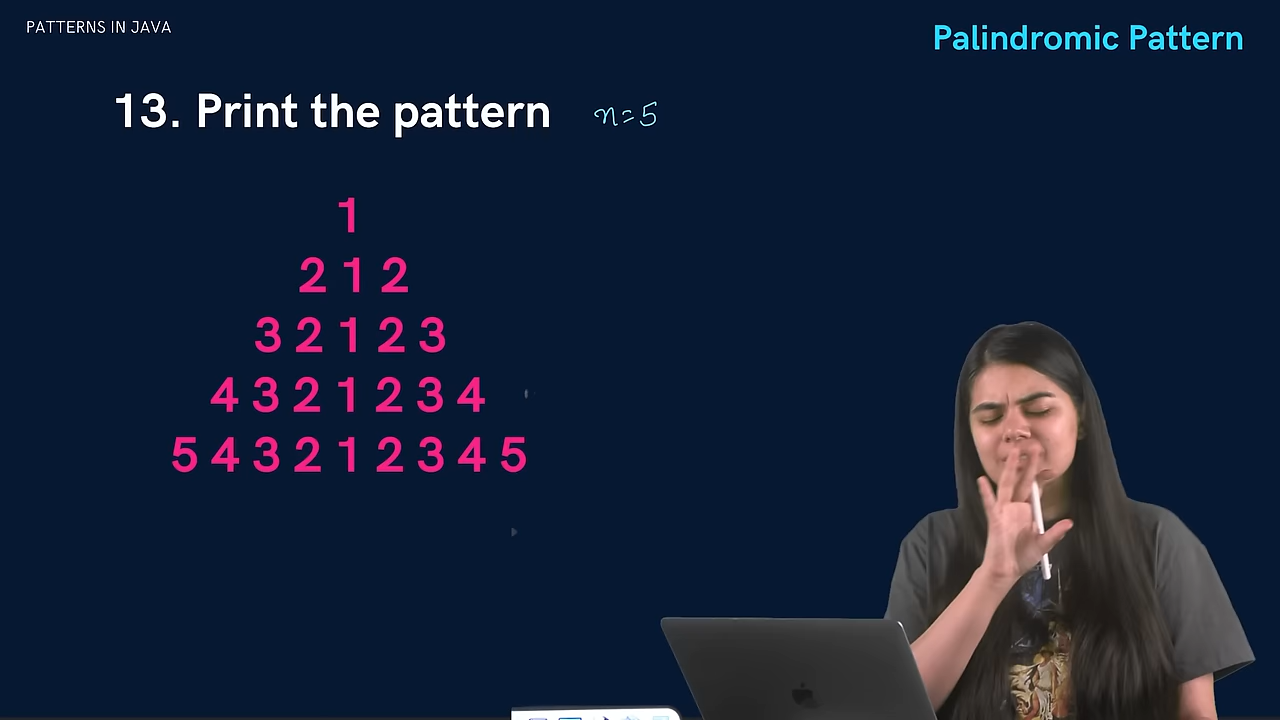 PATTERNS IN JAVA
Palindromic Pattern
13. Print the pattern n=5
1
2 1 2
3 2 1 2 3
4 3 2 1 2 3 4
5 4 3 2 1 2 3 4 5